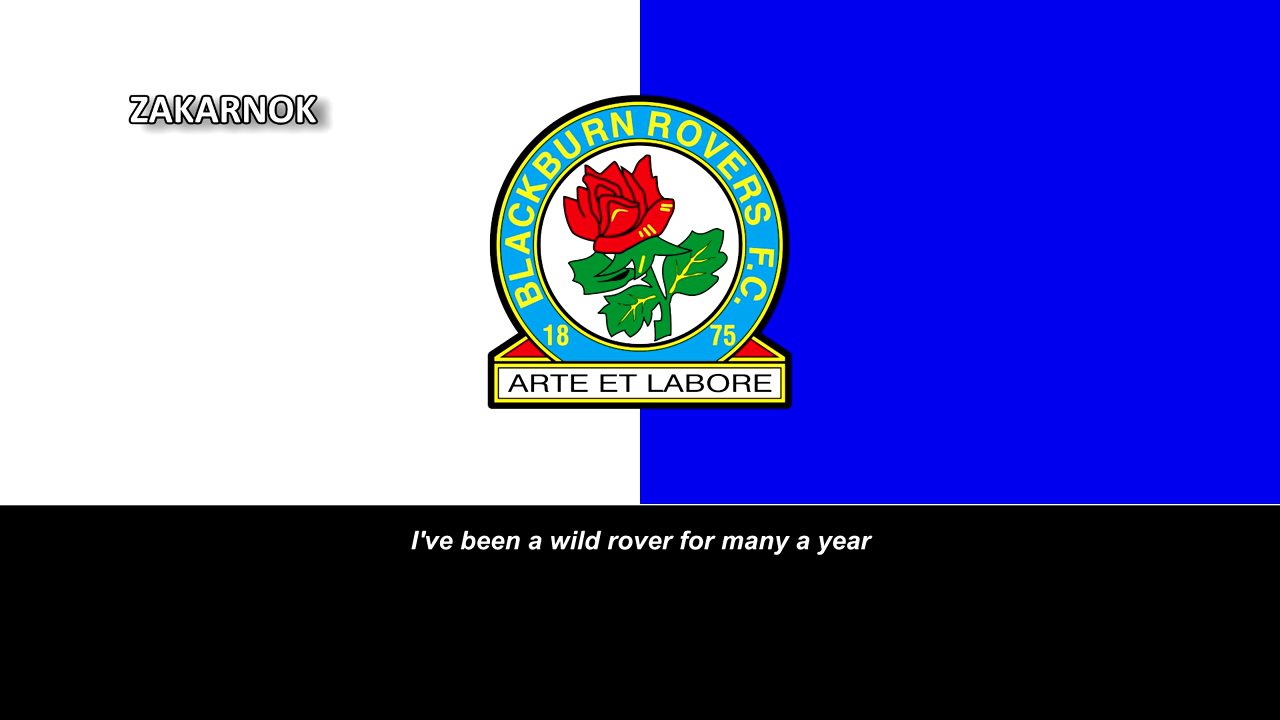 ZAKARNOK
BLACKBURN ROVERS F.C.
18 75
ARTE ET LABORE
I've been a wild rover for many a year